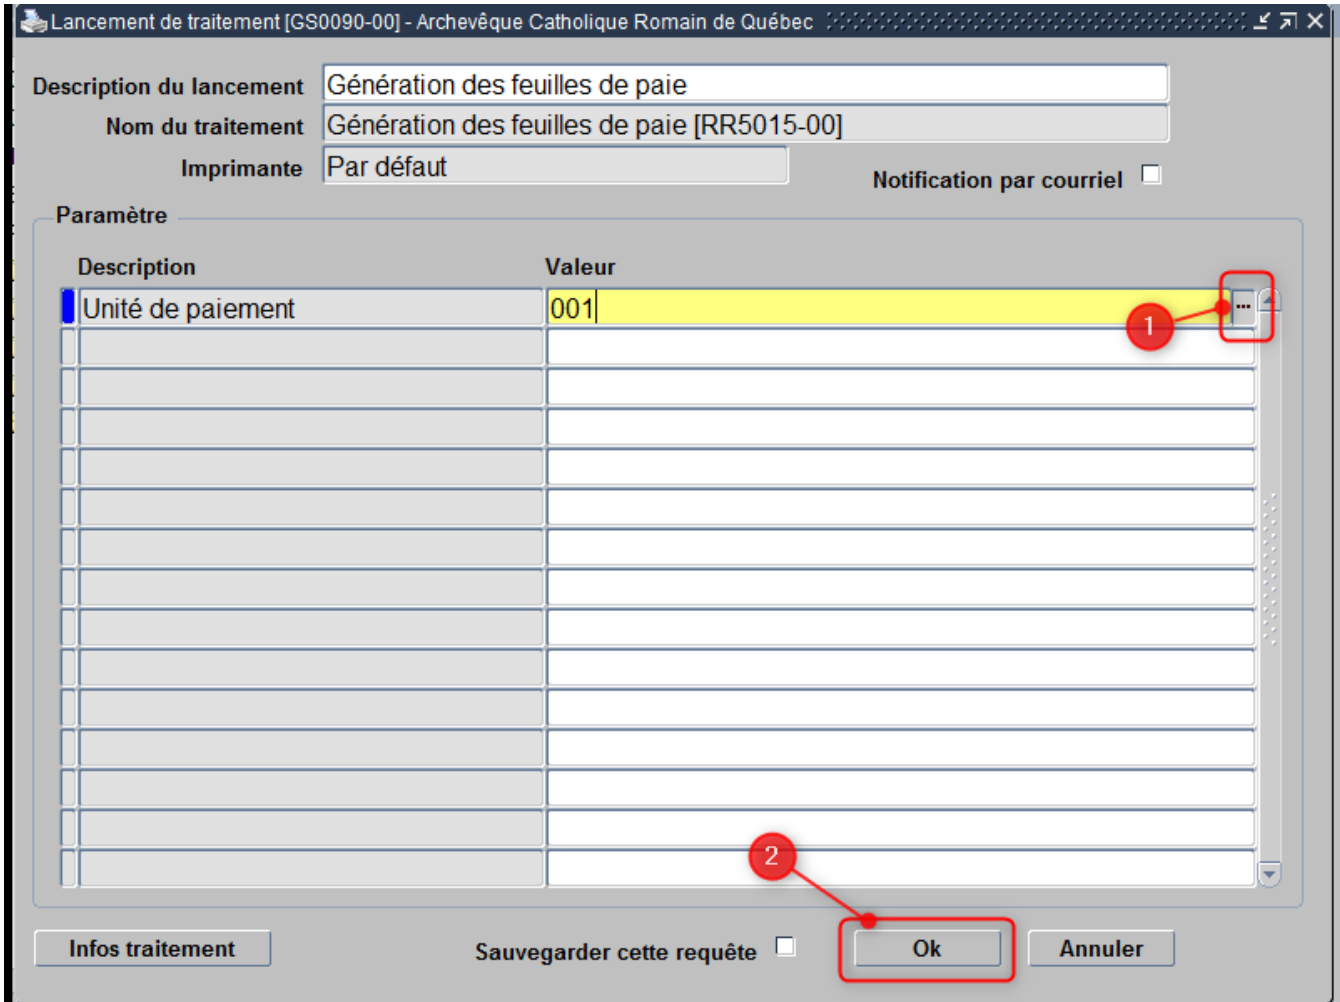 Lancement de traitement [GS0090-00] - Archevêque Catholique Romain de Québec
Description du lancement Génération des feuilles de paie
Nom du traitement Génération des feuilles de paie [RR5015-00]
Imprimante Par défaut
Notification par courriel
Paramètre
Description Valeur
Unité de paiement 001 ...
1
2
Infos traitement Sauvegarder cette requête Ok Annuler